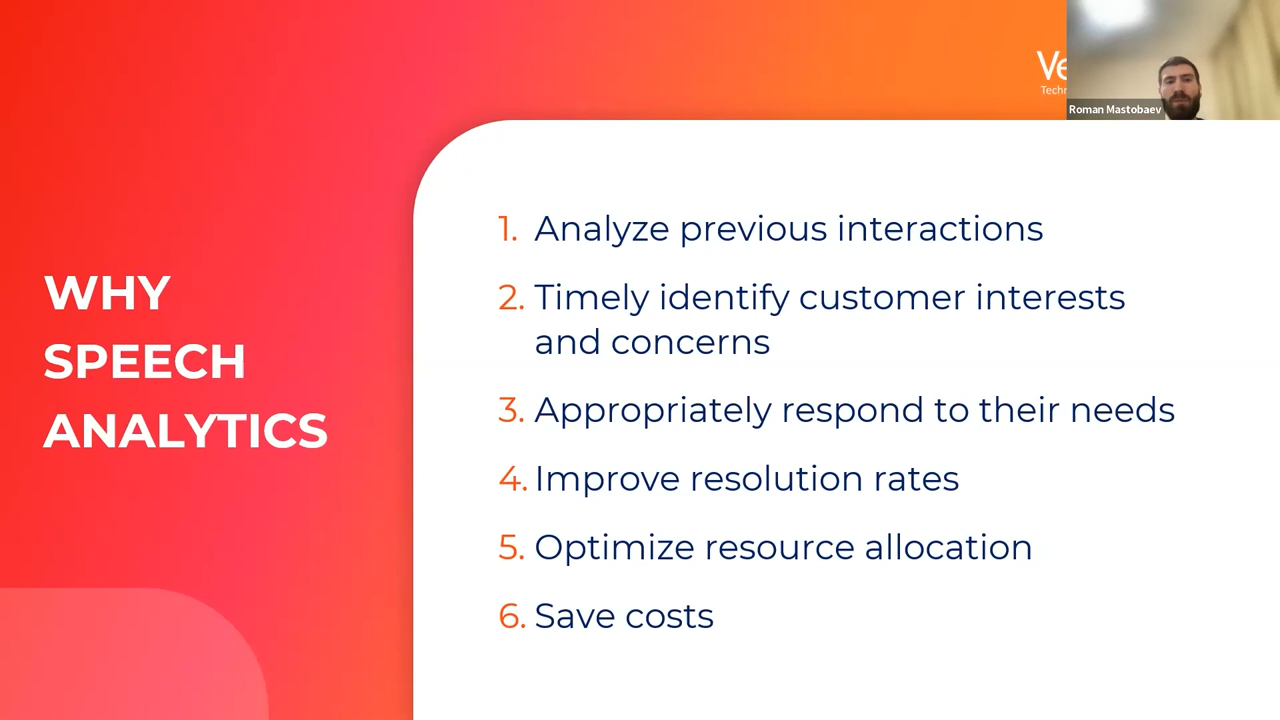 Roman Mastobaev
WHY
SPEECH
ANALYTICS
1. Analyze previous interactions
2. Timely identify customer interests
and concerns
3. Appropriately respond to their needs
4. Improve resolution rates
5. Optimize resource allocation
6. Save costs